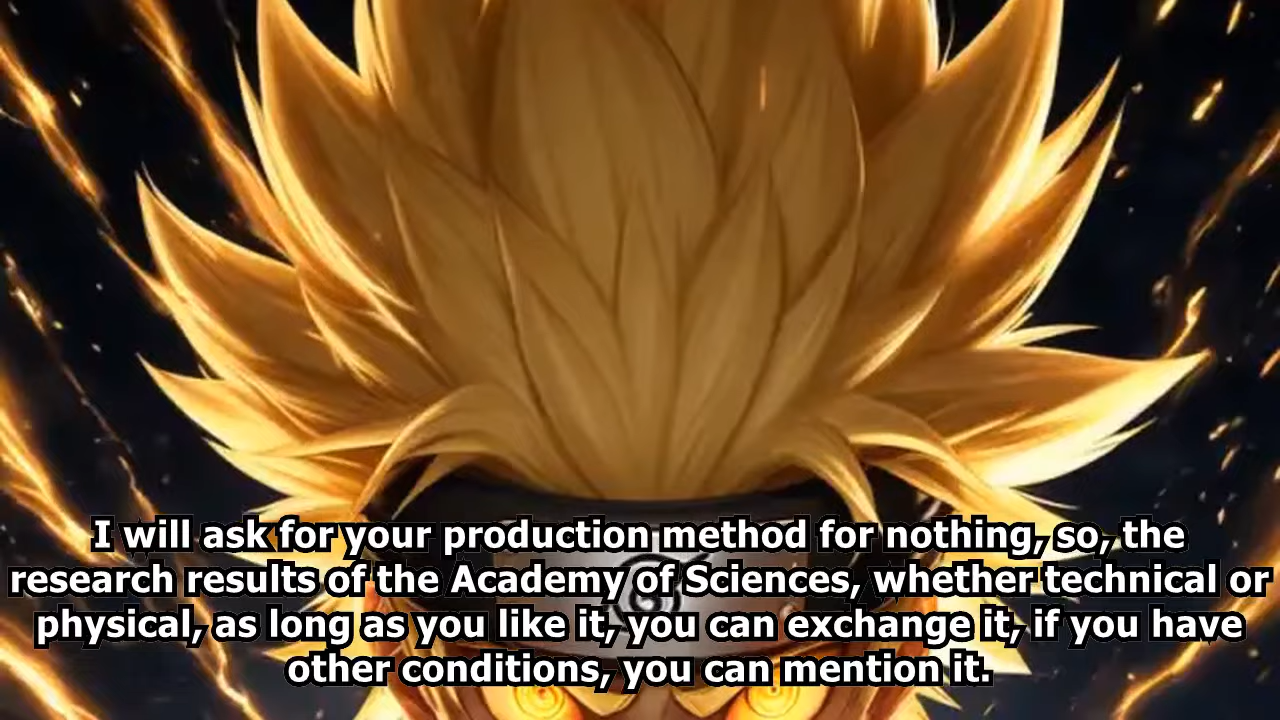 I will ask for your production method for nothing, so, the
research results of the Academy of Sciences, whether technical or
physical, as long as you like it, you can exchange it, if you have
other conditions, you can mention it.